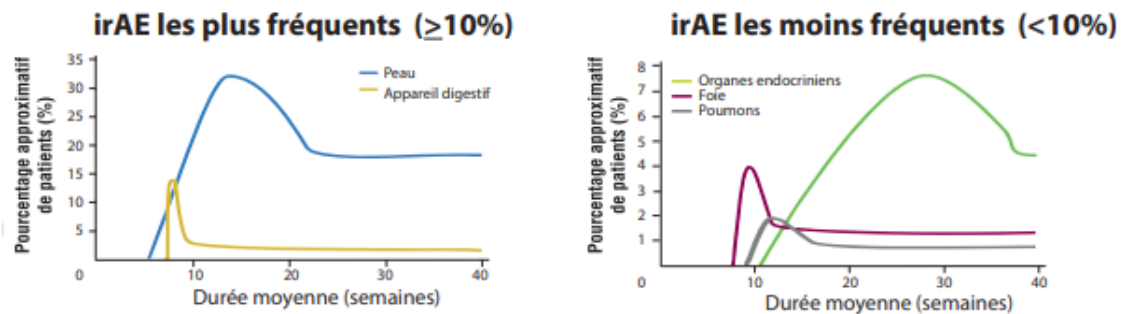 irAE les plus fréquents (≥10%)
Pourcentage approximatif
de patients (%)
35
30
25
20
15
10
5
0
10
20
30
40
Peau
Appareil digestif
Durée moyenne (semaines)
irAE les moins fréquents (<10%)
Pourcentage approximatif
de patients (%)
8
7
6
5
4
3
2
1
0
10
20
30
40
Organes endocriniens
Foie
Poumons
Durée moyenne (semaines)